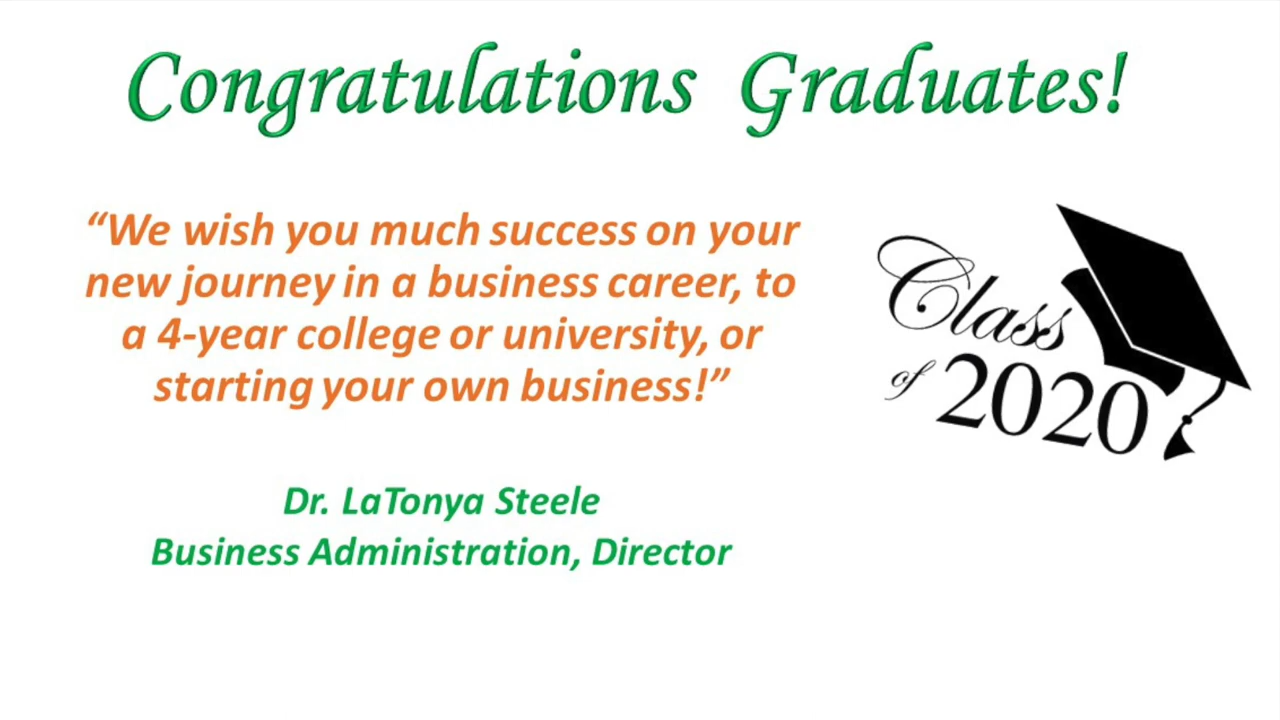 Congratulations Graduates!
“We wish you much success on your
new journey in a business career, to
a 4-year college or university, or
starting your own business!”
Dr. LaTonya Steele
Business Administration, Director
Class
of 2020